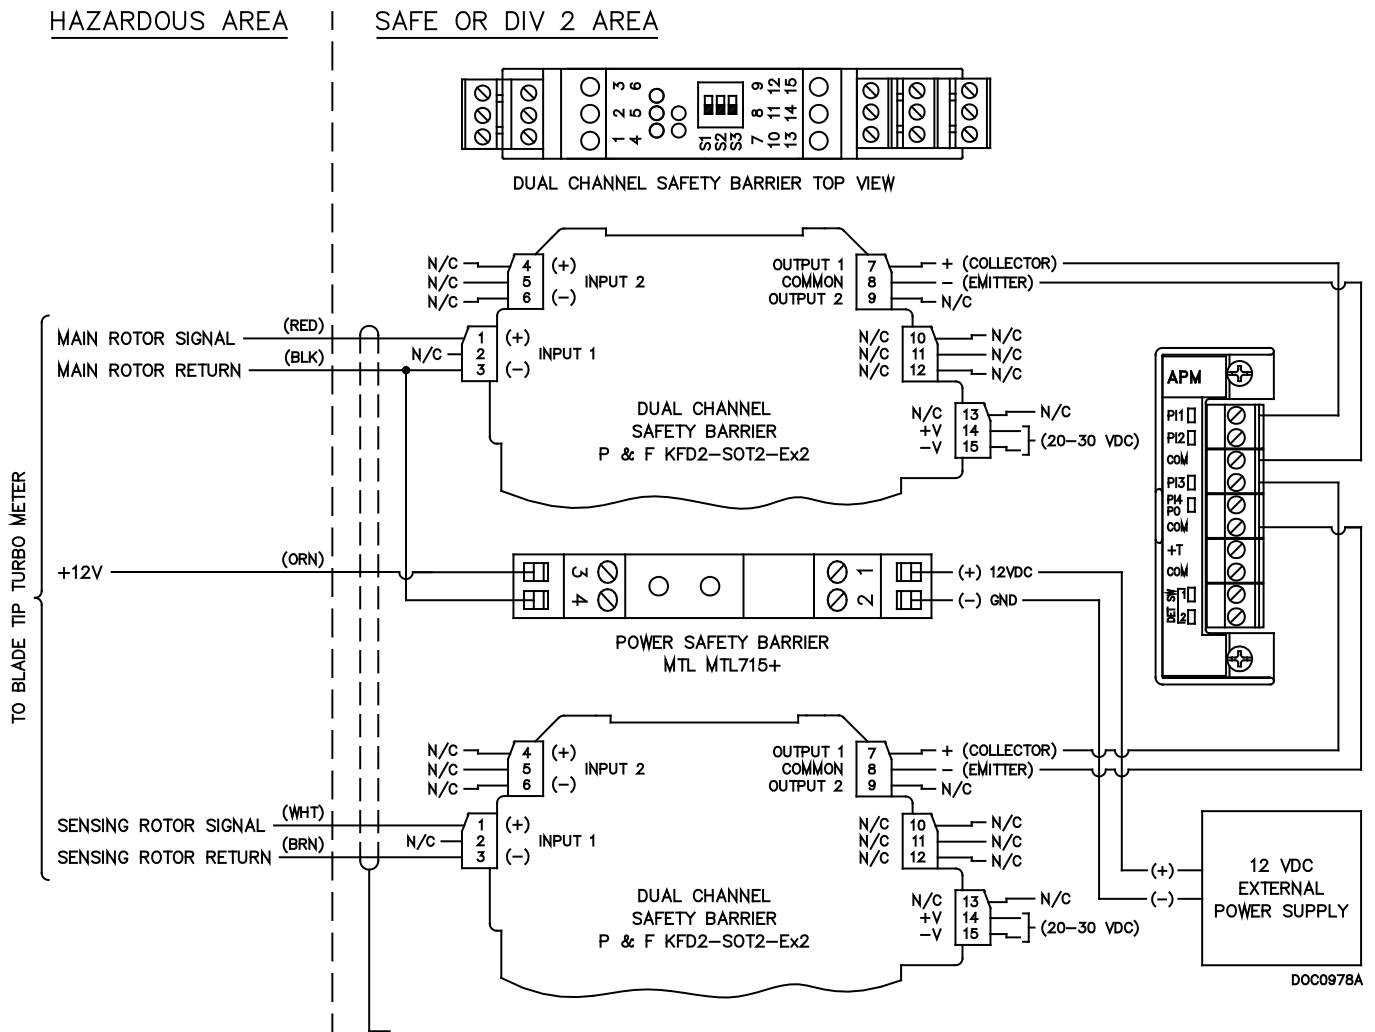 HAZARDOUS AREA
SAFE OR DIV 2 AREA
3 6
2 5
1 4
S1
S2
S3
9 12 15
8 11 14
7 10 13
DUAL CHANNEL SAFETY BARRIER TOP VIEW
N/C 4 (+)
N/C 5 INPUT 2
N/C 6 (−)
OUTPUT 1 7 + (COLLECTOR)
COMMON 8 − (EMITTER)
OUTPUT 2 9 N/C
MAIN ROTOR SIGNAL (RED) 1 (+)
N/C 2 INPUT 1
MAIN ROTOR RETURN (BLK) 3 (−)
N/C 10 N/C
N/C 11 N/C
N/C 12 N/C
DUAL CHANNEL
SAFETY BARRIER
P & F KFD2−SOT2−Ex2
N/C 13 N/C
+V 14
−V 15
(20−30 VDC)
APM
PI1
PI2
COM
PI3
PI4
PO
COM
+T
COM
DET SW 1
2
TO BLADE TIP TURBO METER
+12V (ORN)
3
4
1
2
(+) 12VDC
(−) GND
POWER SAFETY BARRIER
MTL MTL715+
N/C 4 (+)
N/C 5 INPUT 2
N/C 6 (−)
OUTPUT 1 7 + (COLLECTOR)
COMMON 8 − (EMITTER)
OUTPUT 2 9 N/C
SENSING ROTOR SIGNAL (WHT) 1 (+)
N/C 2 INPUT 1
SENSING ROTOR RETURN (BRN) 3 (−)
N/C 10 N/C
N/C 11 N/C
N/C 12 N/C
DUAL CHANNEL
SAFETY BARRIER
P & F KFD2−SOT2−Ex2
N/C 13 N/C
+V 14
−V 15
(20−30 VDC)
(+)
(−)
12 VDC
EXTERNAL
POWER SUPPLY
DOC0978A